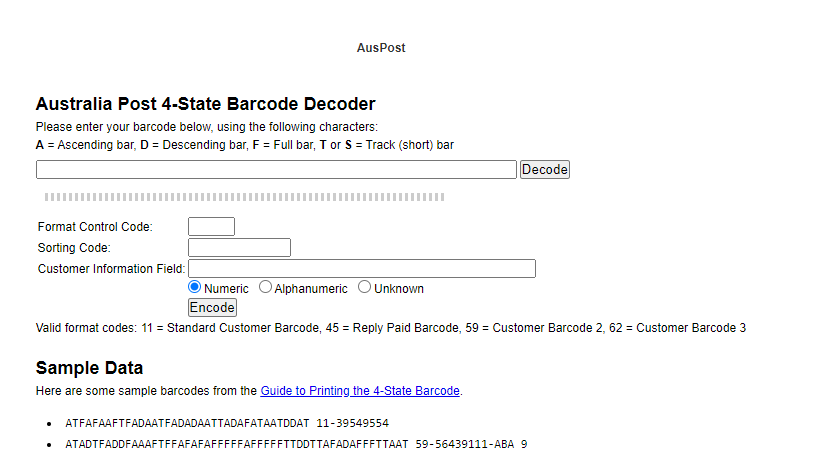 AusPost
Australia Post 4-State Barcode Decoder
Please enter your barcode below, using the following characters:
A = Ascending bar, D = Descending bar, F = Full bar, T or S = Track (short) bar
Decode
Format Control Code:
Sorting Code:
Customer Information Field:
Numeric Alphanumeric Unknown
Encode
Valid format codes: 11 = Standard Customer Barcode, 45 = Reply Paid Barcode, 59 = Customer Barcode 2, 62 = Customer Barcode 3
Sample Data
Here are some sample barcodes from the Guide to Printing the 4-State Barcode.
• ATFAFAAFTFADAATFADADAATTADAFATAATDDAT 11-39549554
• ATADTFADDFAAAFTFFAFAFAFFFFFAFFFFFTTDDTTAFADAFFFTTAAT 59-56439111-ABA 9